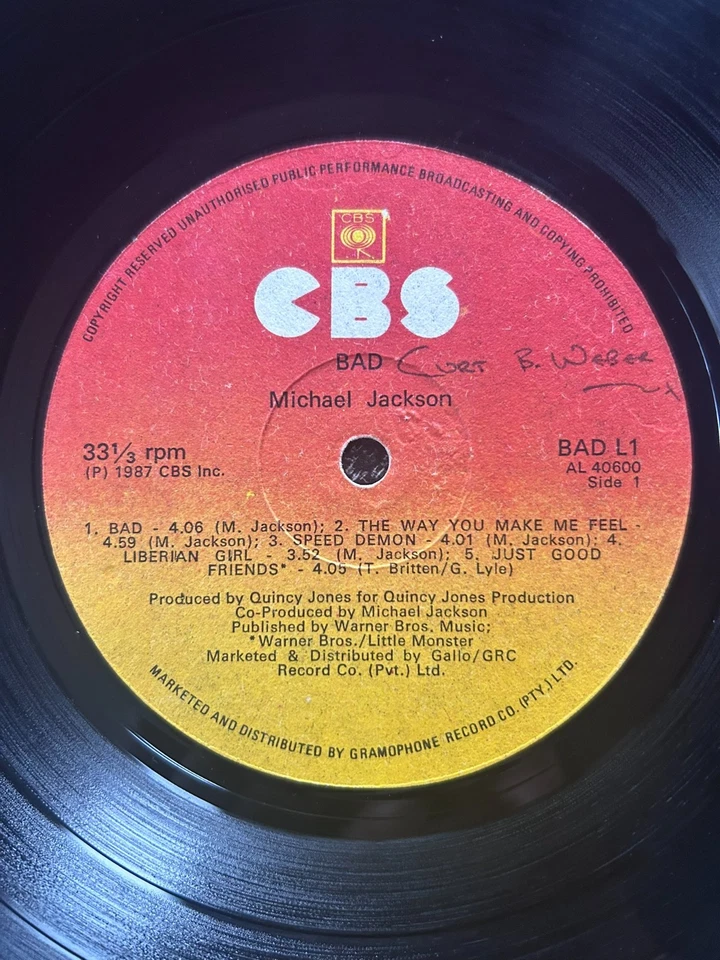 COPYRIGHT RESERVED UNAUTHORISED PUBLIC PERFORMANCE BROADCASTING AND COPYING PROHIBITED
CBS
CBS
BAD Curt B. Weber
Michael Jackson
33 1/3 rpm
(P) 1987 CBS Inc.
BAD L1
AL 40600
Side 1
1. BAD - 4.06 (M. Jackson); 2. THE WAY YOU MAKE ME FEEL -
4.59 (M. Jackson); 3. SPEED DEMON - 4.01 (M. Jackson); 4.
LIBERIIAN GIRL - 3.52 (M. Jackson); 5. JUST GOOD
FRIENDS* - 4.05 (T. Britten/G. Lyle)
Produced by Quincy Jones for Quincy Jones Production
Co-Produced by Michael Jackson
Published by Warner Bros. Music;
*Warner Bros./Little Monster
Marketed & Distributed by Gallo/GRC
Record Co. (Pvt.) Ltd.
MARKETED AND DISTRIBUTED BY GRAMOPHONE RECORD CO. (PTY.) LTD.